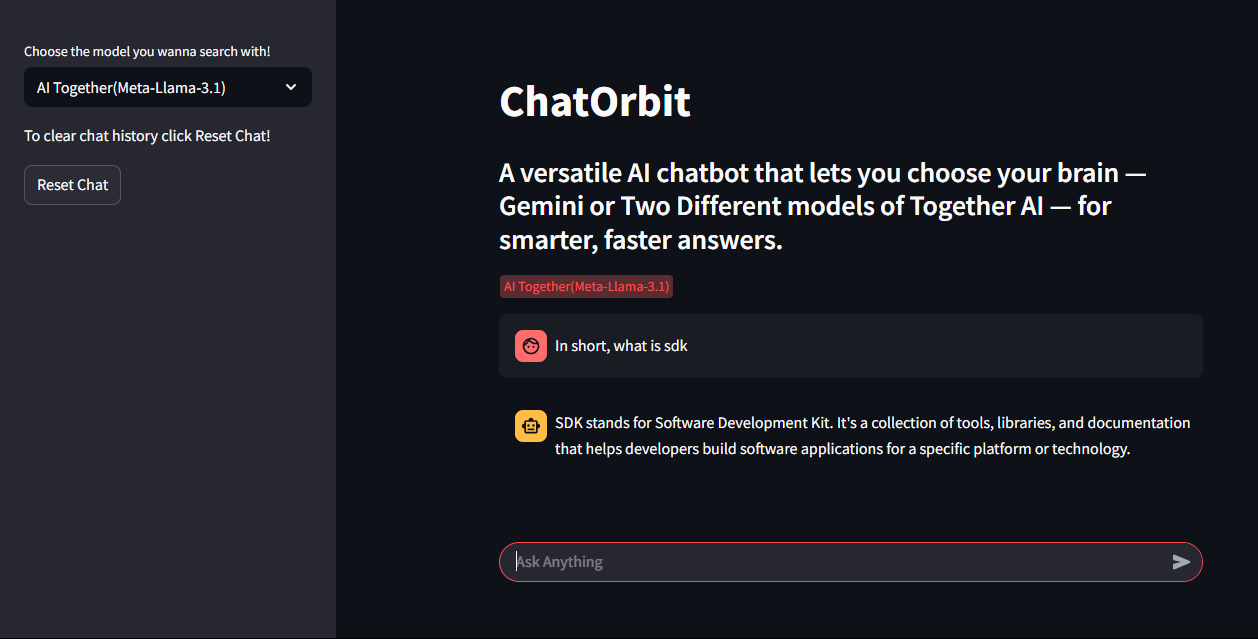 Choose the model you wanna search with!
AI Together(Meta-Llama-3.1)
To clear chat history click Reset Chat!
Reset Chat
ChatOrbit
A versatile AI chatbot that lets you choose your brain —
Gemini or Two Different models of Together AI — for
smarter, faster answers.
AI Together(Meta-Llama-3.1)
In short, what is sdk
SDK stands for Software Development Kit. It's a collection of tools, libraries, and documentation
that helps developers build software applications for a specific platform or technology.
Ask Anything